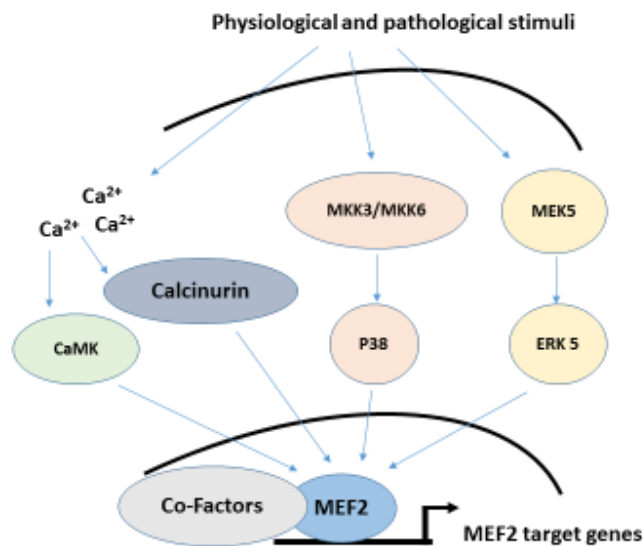 Physiological and pathological stimuli
Ca²⁺
Ca²⁺ Ca²⁺
MKK3/MKK6
MEK5
Calcinurin
CaMK
P38
ERK 5
Co-Factors
MEF2
MEF2 target genes